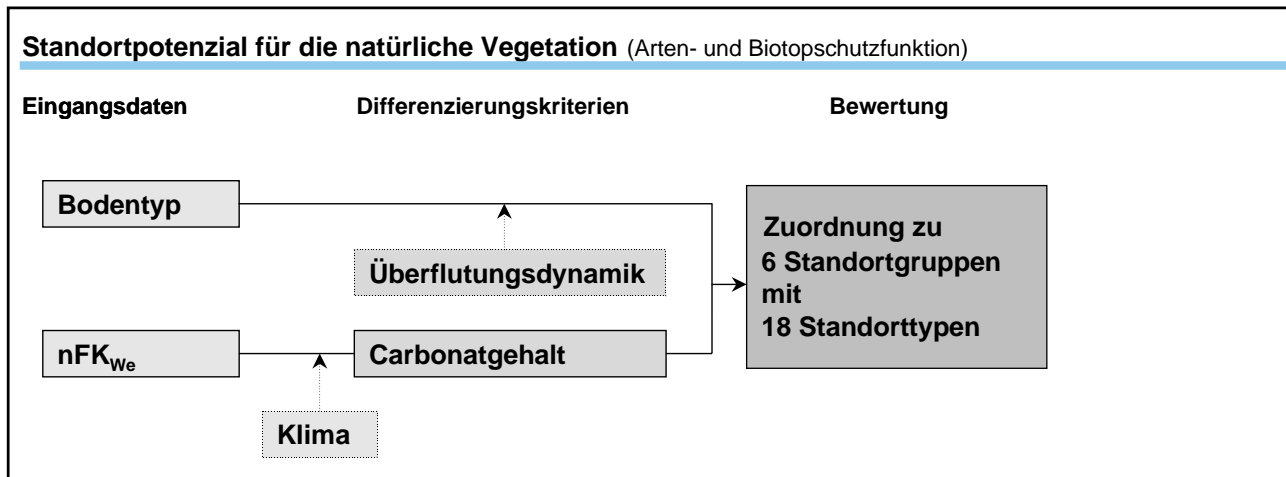 Standortpotenzial für die natürliche Vegetation (Arten- und Biotopschutzfunktion)
Eingangsdaten Differenzierungskriterien Bewertung
Bodentyp
Überflutungsdynamik
nFKWe
Carbonatgehalt
Klima
Zuordnung zu
6 Standortgruppen
mit
18 Standorttypen